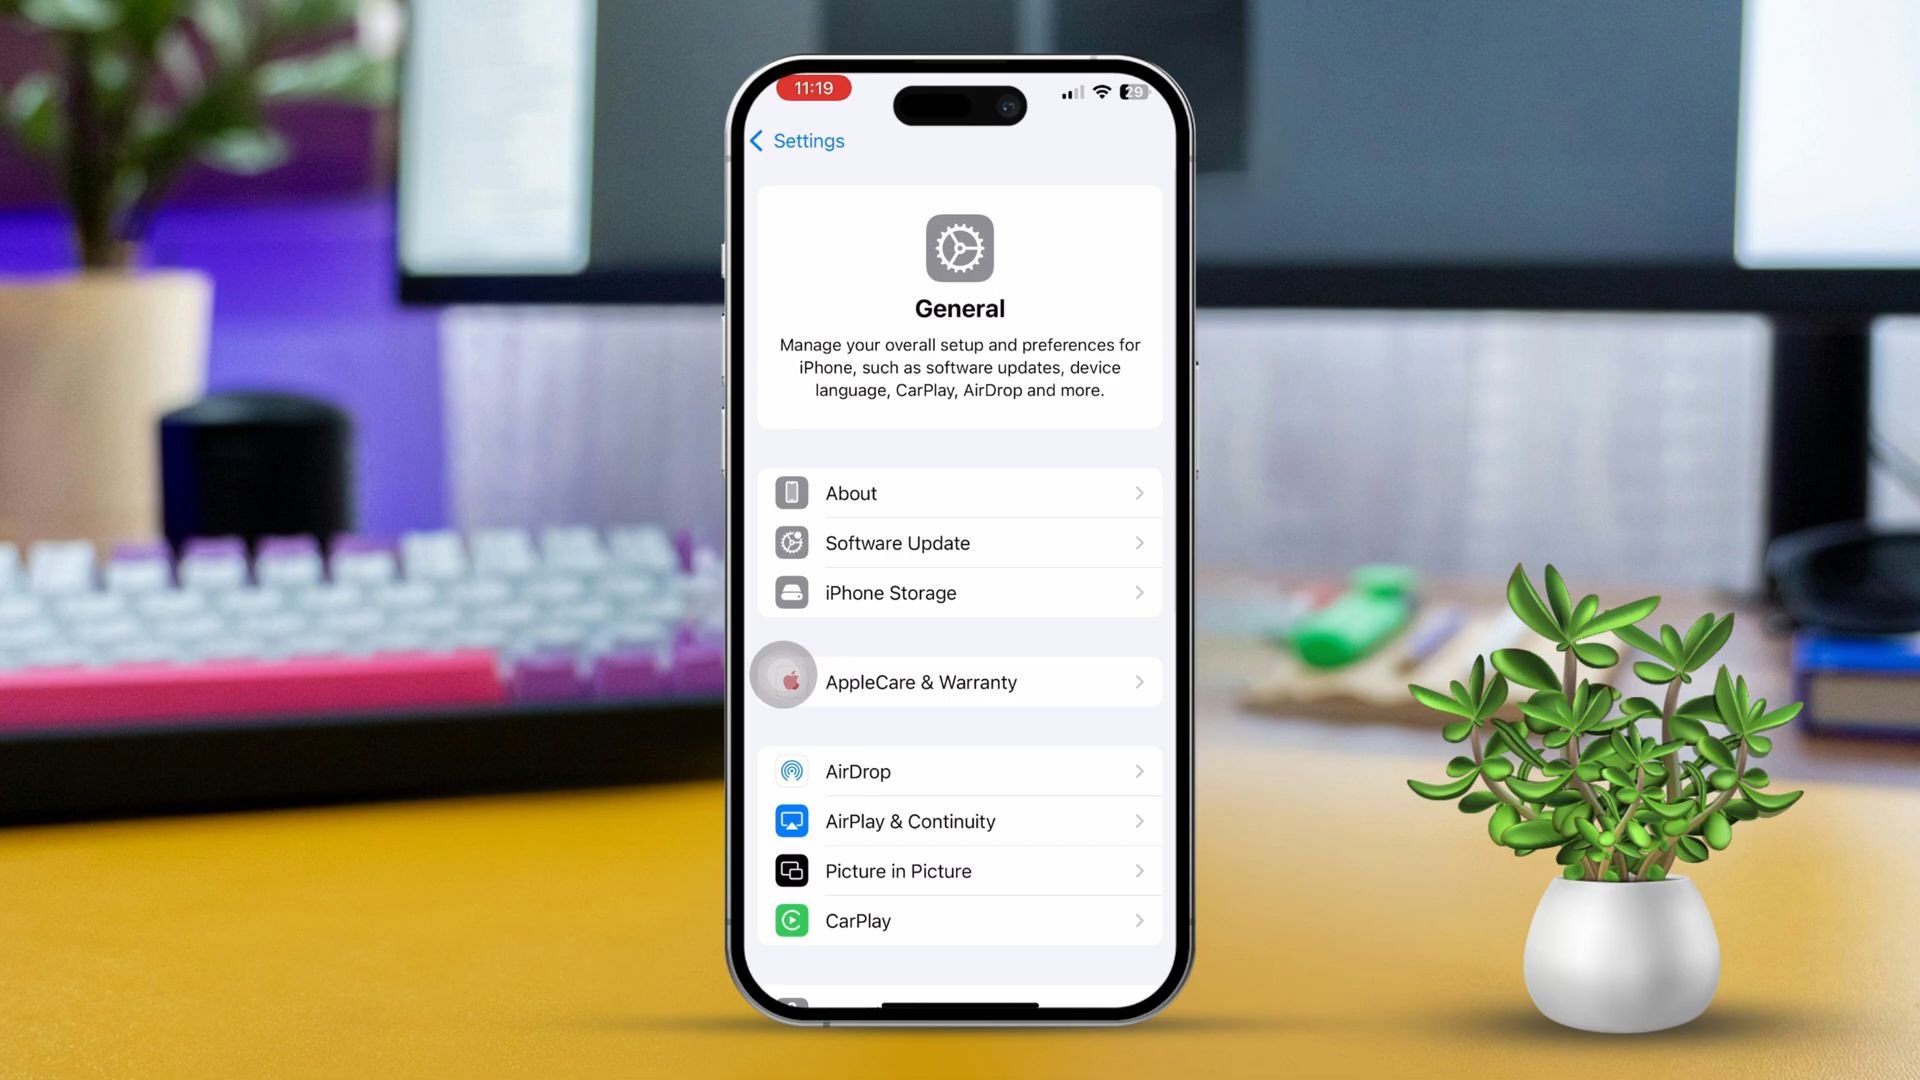 11:19
29
Settings
General
Manage your overall setup and preferences for
iPhone, such as software updates, device
language, CarPlay, AirDrop and more.
About
Software Update
iPhone Storage
AppleCare & Warranty
AirDrop
AirPlay & Continuity
Picture in Picture
CarPlay